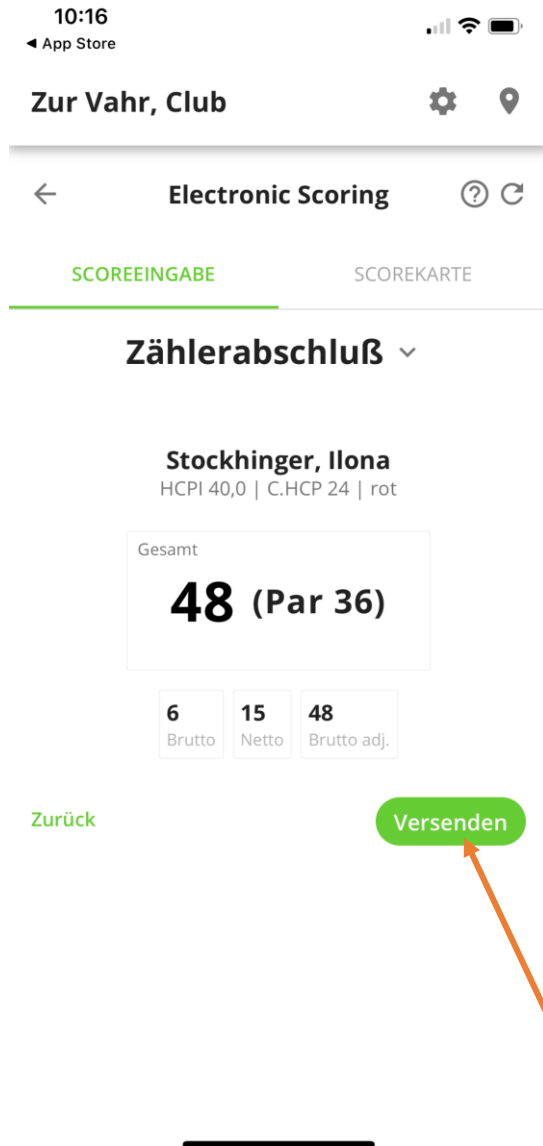 10:16
◀ App Store
Zur Vahr, Club
Electronic Scoring
SCOREEINGABE SCOREKARTE
Zählerabschluß
Stockhinger, Ilona
HCPI 40,0 | C.HCP 24 | rot
Gesamt
48 (Par 36)
6 15 48
Brutto Netto Brutto adj.
Zurück Versenden